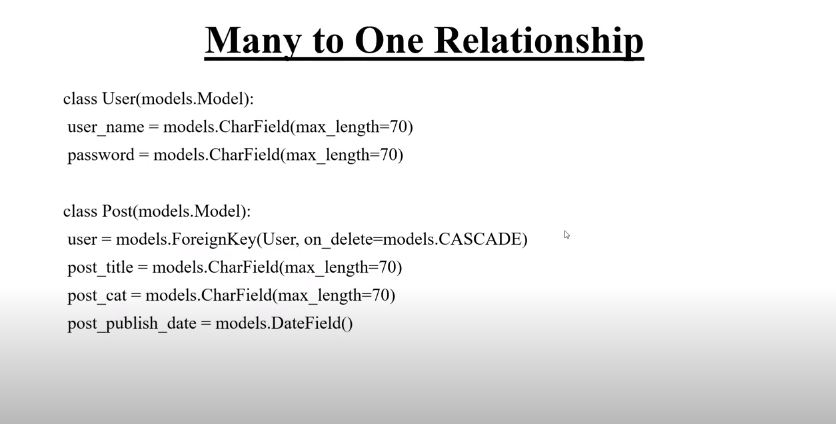 Many to One Relationship
class User(models.Model):
user_name = models.CharField(max_length=70)
password = models.CharField(max_length=70)
class Post(models.Model):
user = models.ForeignKey(User, on_delete=models.CASCADE)
post_title = models.CharField(max_length=70)
post_cat = models.CharField(max_length=70)
post_publish_date = models.DateField()